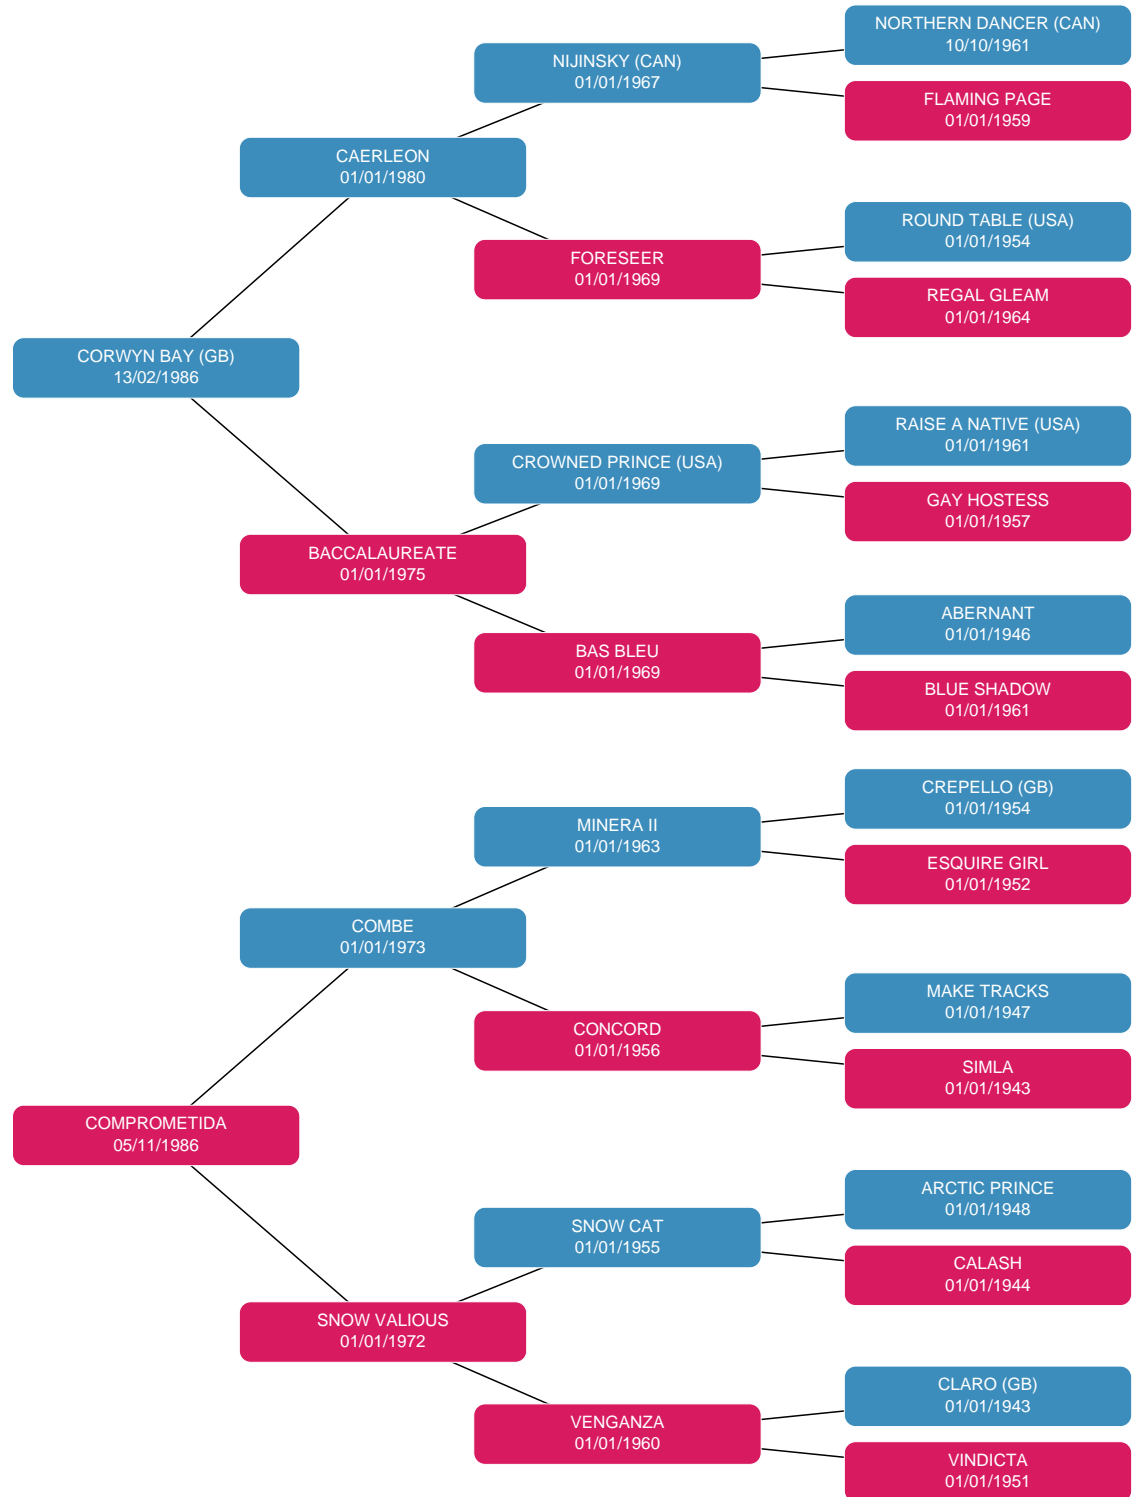 NORTHERN DANCER (CAN)
10/10/1961
NIJINSKY (CAN)
01/01/1967
FLAMING PAGE
01/01/1959
CAERLEON
01/01/1980
ROUND TABLE (USA)
01/01/1954
FORESEER
01/01/1969
REGAL GLEAM
01/01/1964
CORWYN BAY (GB)
13/02/1986
RAISE A NATIVE (USA)
01/01/1961
CROWNED PRINCE (USA)
01/01/1969
GAY HOSTESS
01/01/1957
BACCALAUREATE
01/01/1975
ABERNANT
01/01/1946
BAS BLEU
01/01/1969
BLUE SHADOW
01/01/1961
CREPELLO (GB)
01/01/1954
MINERA II
01/01/1963
ESQUIRE GIRL
01/01/1952
COMBE
01/01/1973
MAKE TRACKS
01/01/1947
CONCORD
01/01/1956
SIMLA
01/01/1943
COMPROMETIDA
05/11/1986
ARCTIC PRINCE
01/01/1948
SNOW CAT
01/01/1955
CALASH
01/01/1944
SNOW VALIOUS
01/01/1972
CLARO (GB)
01/01/1943
VENGANZA
01/01/1960
VINDICTA
01/01/1951